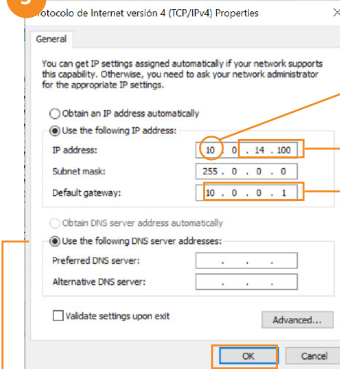 otocolo de Internet versión 4 (TCP/IPv4) Properties
General
You can get IP settings assigned automatically if your network supports
this capability. Otherwise, you need to ask your network administrator
for the appropriate IP settings.
Obtain an IP address automatically
Use the following IP address:
IP address: 10 0 . 14 . 100
Subnet mask: 255 . 0 . 0 . 0
Default gateway: 10 . 0 . 0 . 1
Obtain DNS server address automatically
Use the following DNS server addresses:
Preferred DNS server: . . .
Alternative DNS server: . . .
Validate settings upon exit
Advanced...
OK Cancel